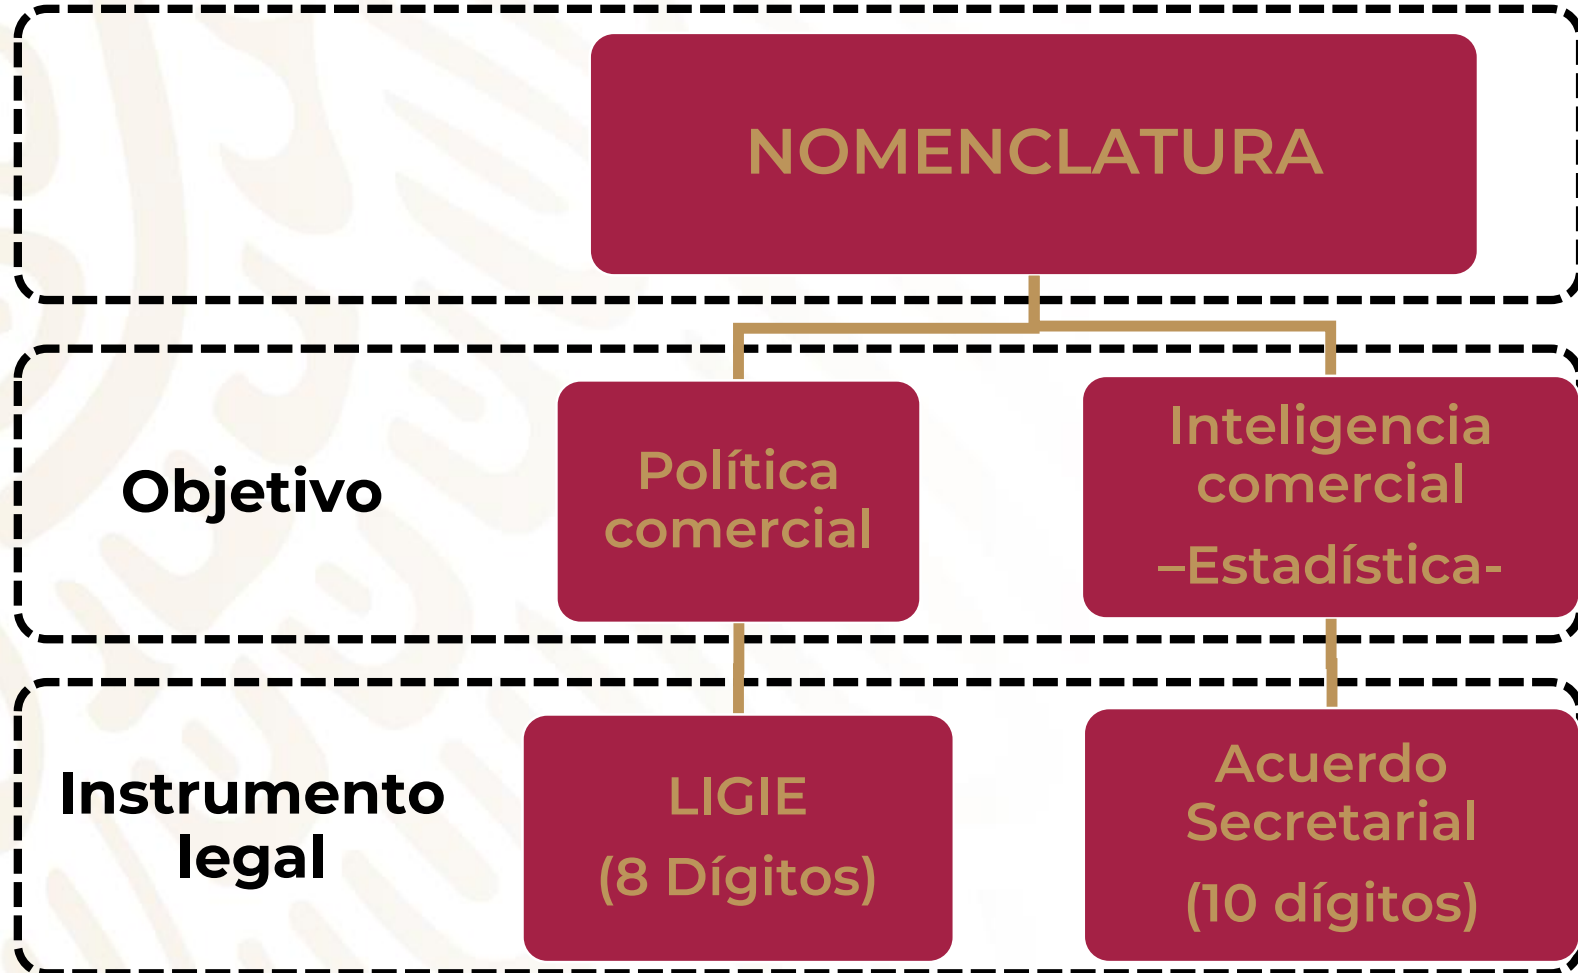 NOMENCLATURA
Objetivo
Política
comercial
Inteligencia
comercial
–Estadística-
Instrumento
legal
LIGIE
(8 Dígitos)
Acuerdo
Secretarial
(10 dígitos)